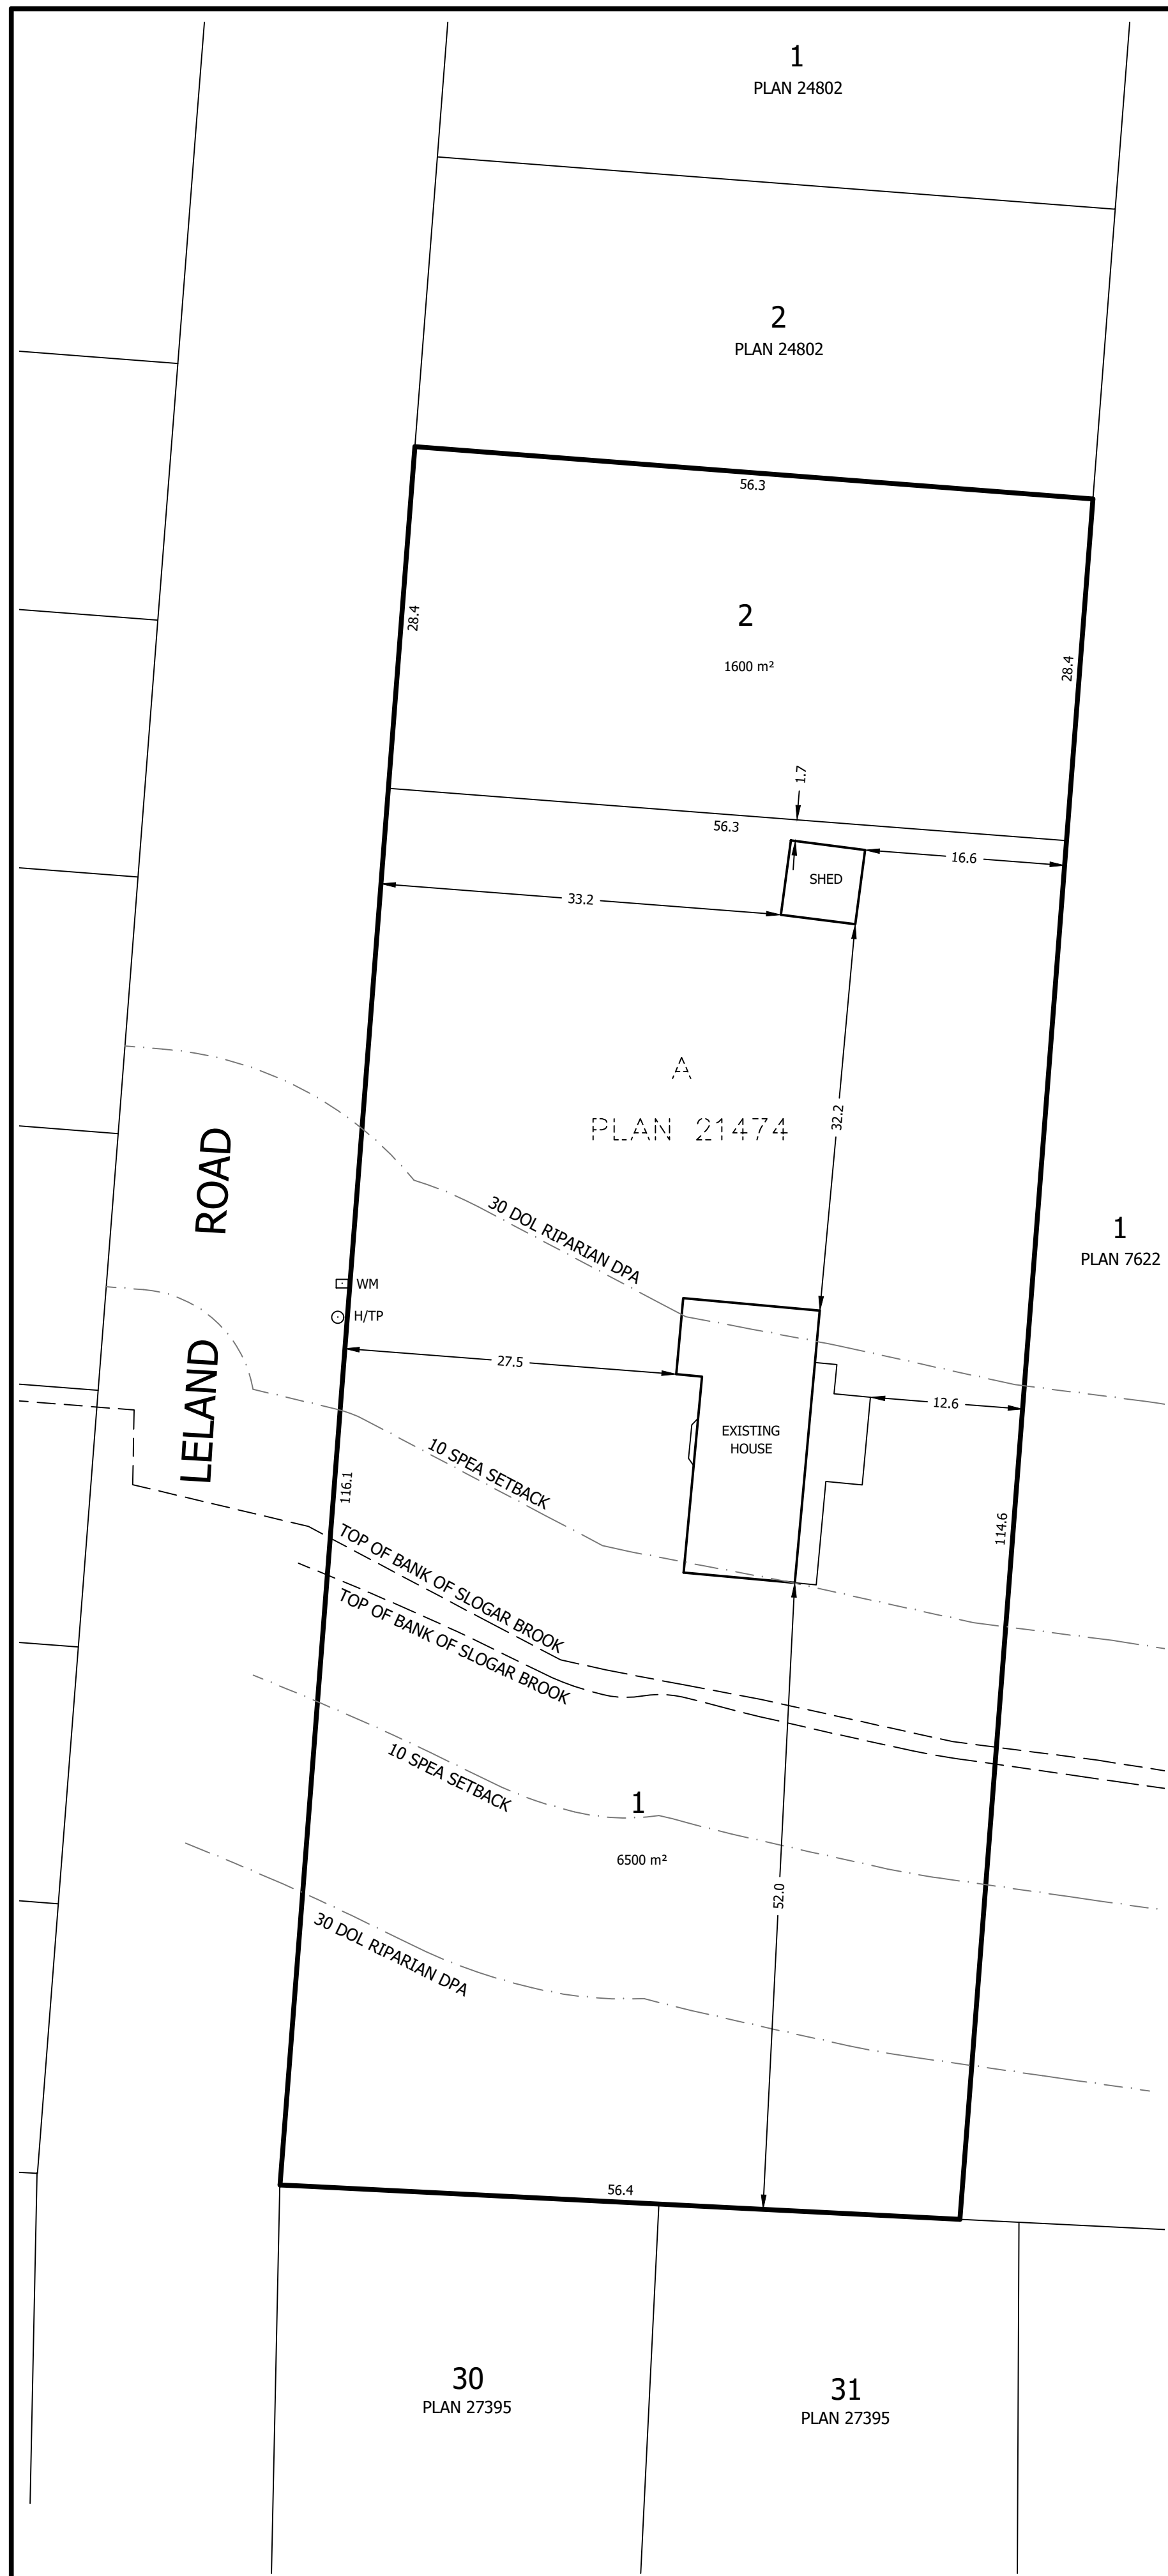 1
PLAN 24802
2
PLAN 24802
56.3
28.4
2
1600 m²
28.4
1.7
56.3
16.6
SHED
33.2
A
PLAN 21474
32.2
30 DOL RIPARIAN DPA
1
PLAN 7622
WM
H/TP
LELAND ROAD
27.5
12.6
EXISTING
HOUSE
10 SPEA SETBACK
116.1
114.6
TOP OF BANK OF SLOGAR BROOK
TOP OF BANK OF SLOGAR BROOK
10 SPEA SETBACK
1
6500 m²
52.0
30 DOL RIPARIAN DPA
56.4
30
PLAN 27395
31
PLAN 27395